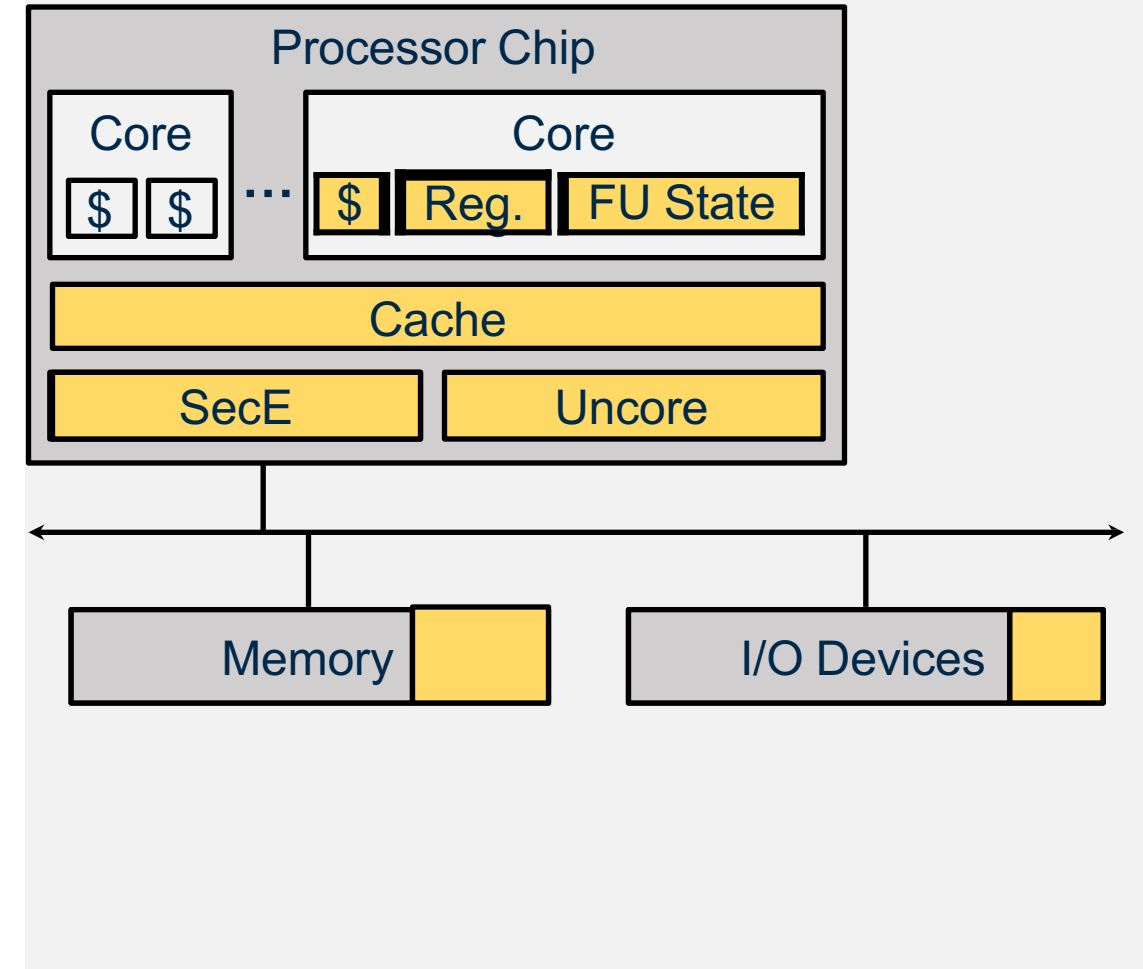 Processor Chip
Core
$ $
...
Core
$ Reg. FU State
Cache
SecE
Uncore
Memory
I/O Devices